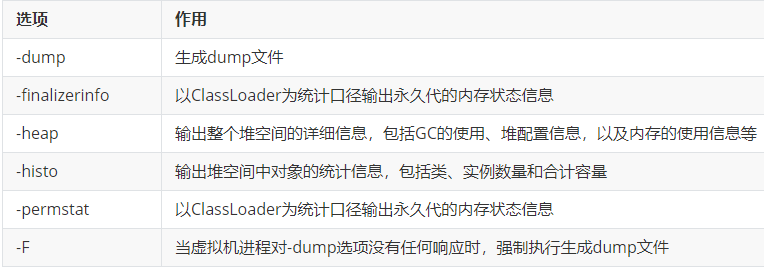 选项 作用
-dump 生成dump文件
-finalizerinfo 以ClassLoader为统计口径输出永久代的内存状态信息
-heap 输出整个堆空间的详细信息，包括GC的使用、堆配置信息，以及内存的使用信息等
-histo 输出堆空间中对象的统计信息，包括类、实例数量和合计容量
-permstat 以ClassLoader为统计口径输出永久代的内存状态信息
-F 当虚拟机进程对-dump选项没有任何响应时，强制执行生成dump文件